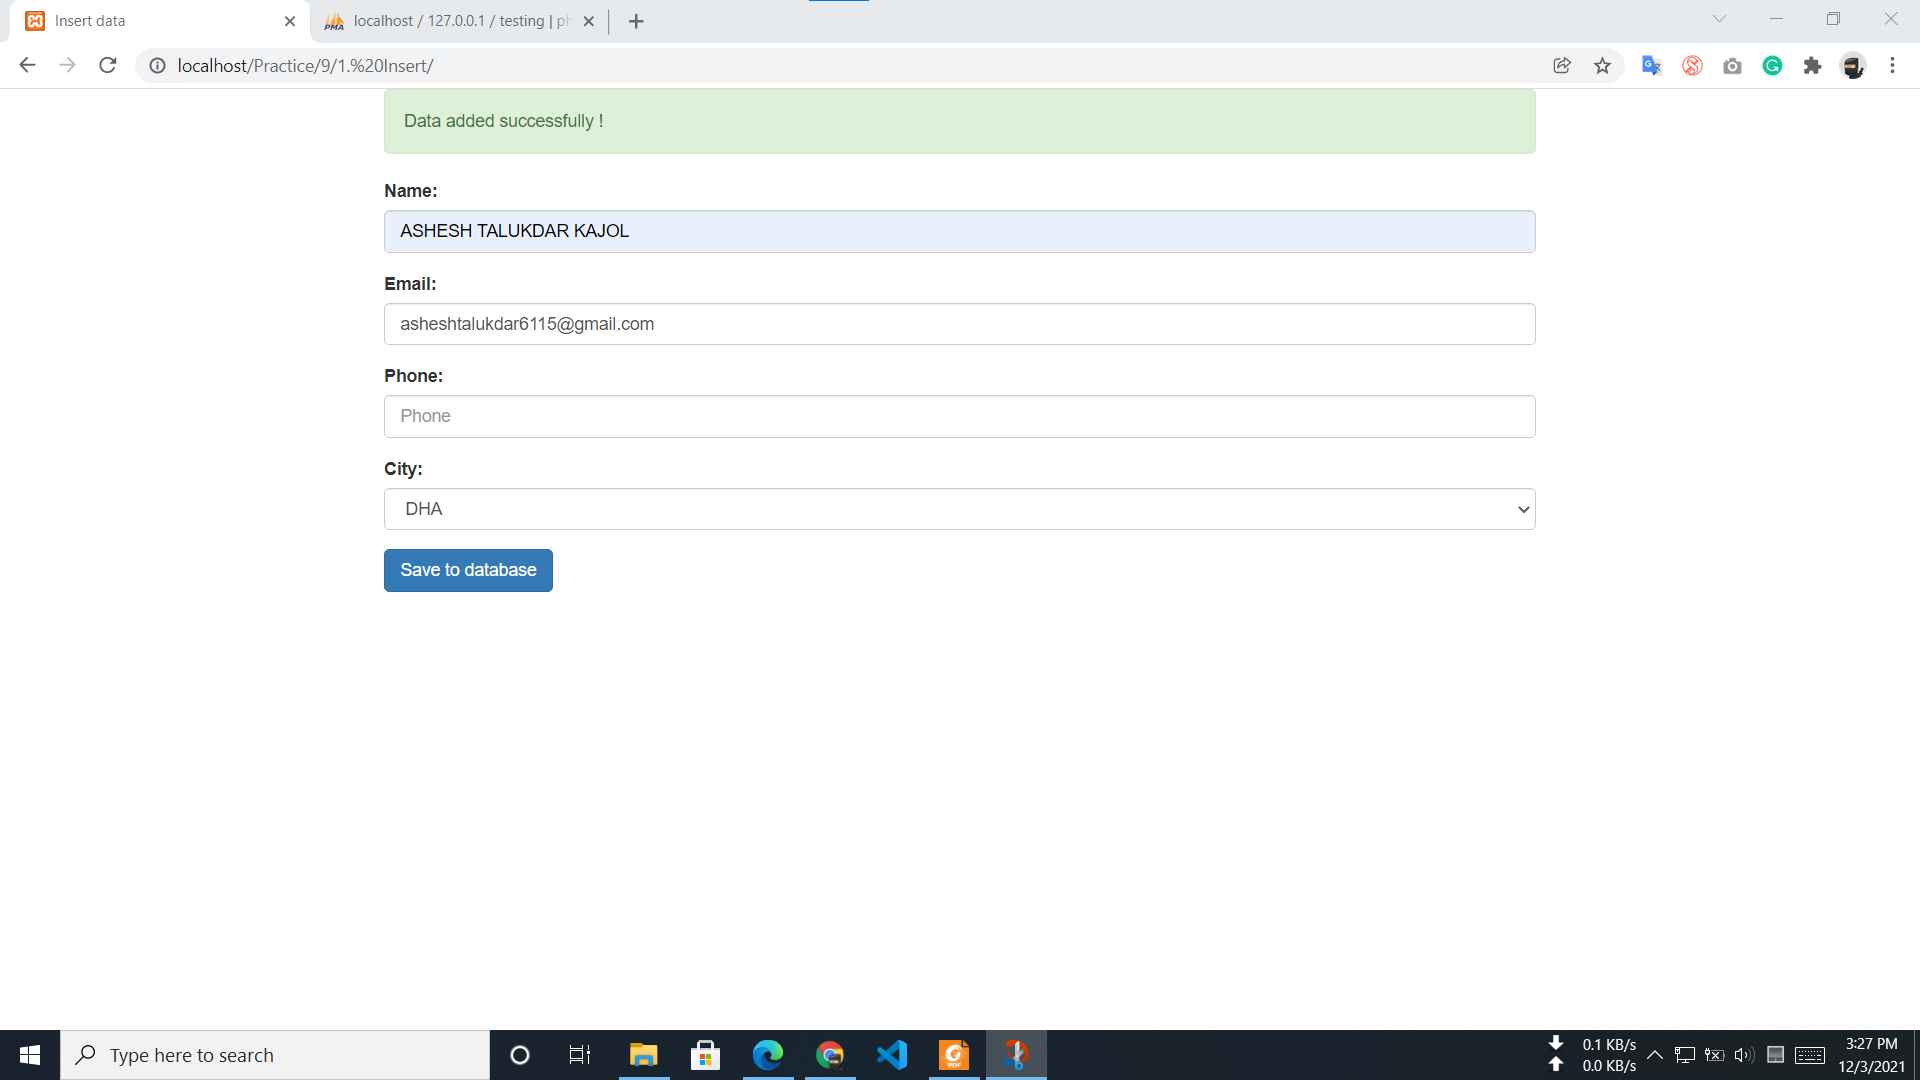 Insert data
localhost / 127.0.0.1 / testing | ph
localhost/Practice/9/1.%20Insert/
Data added successfully !
Name:
ASHESH TALUKDAR KAJOL
Email:
asheshtalukdar6115@gmail.com
Phone:
Phone
City:
DHA
Save to database
Type here to search
0.1 KB/s
0.0 KB/s
3:27 PM
12/3/2021
PMA
PDF